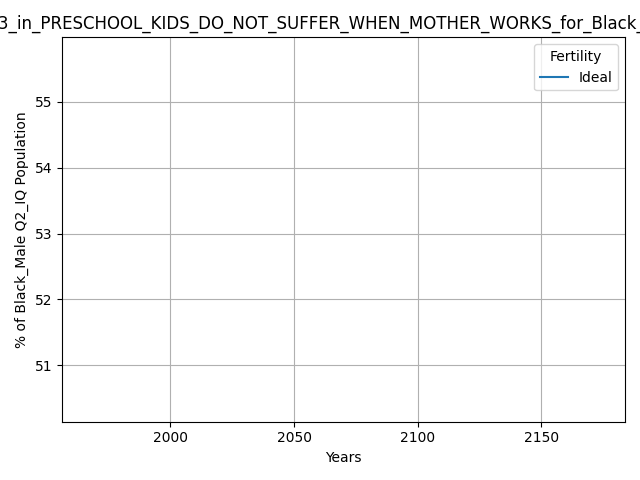 3_in_PRESCHOOL_KIDS_DO_NOT_SUFFER_WHEN_MOTHER_WORKS_for_Black_
Fertility
Ideal
% of Black_Male Q2_IQ Population
55
54
53
52
51
2000 2050 2100 2150
Years